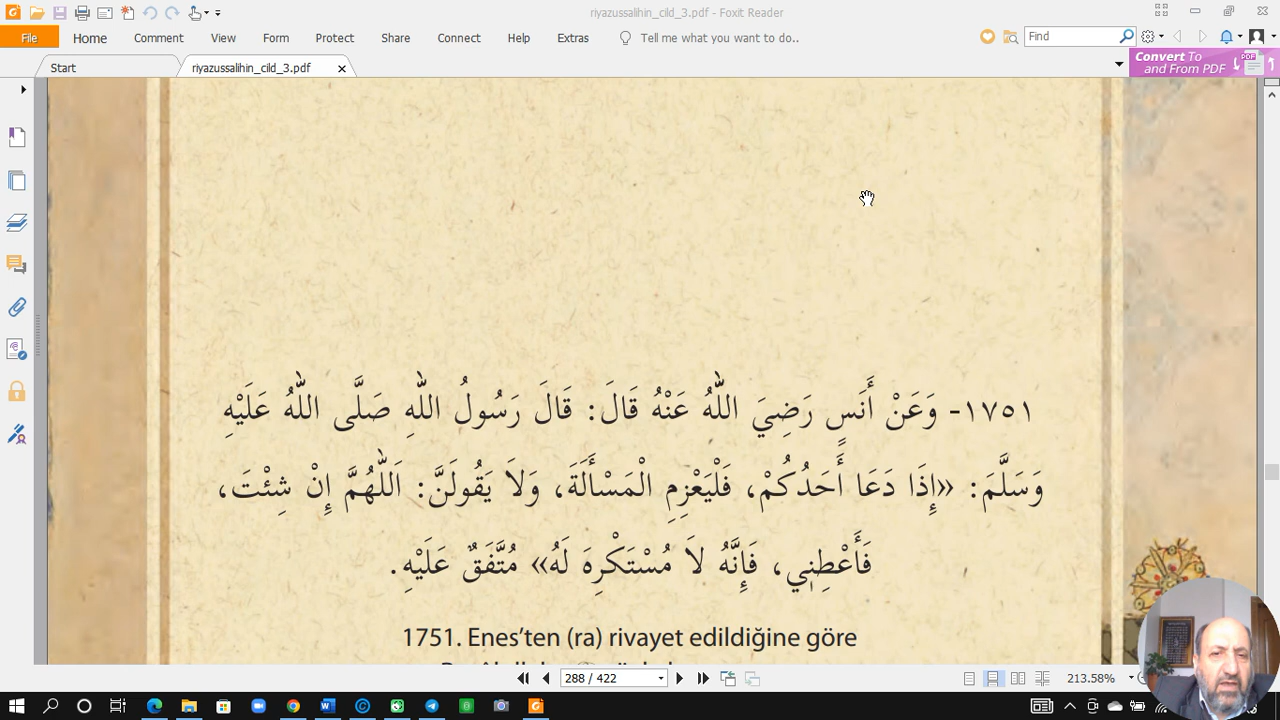 riyazussalihin_cild_3.pdf - Foxit Reader
File Home Comment View Form Protect Share Connect Help Extras Tell me what you want to do.. Find
Start riyazussalihin_cild_3.pdf
Convert To
and From PDF
١٧٥١- وَعَنْ أَنَسٍ رَضِيَ اللّٰهُ عَنْهُ قَالَ: قَالَ رَسُولُ اللّٰهِ صَلَّى اللّٰهُ عَلَيْهِ
وَسَلَّمَ: «إِذَا دَعَا أَحَدُكُمْ، فَلْيَعْزِمِ الْمَسْأَلَةَ، وَلاَ يَقُولَنَّ: اَللّٰهُمَّ إِنْ شِئْتَ،
فَأَعْطِنِي، فَإِنَّهُ لاَ مُسْتَكْرِهَ لَهُ» مُتَّفَقٌ عَلَيْهِ.
1751. Enes’ten (ra) rivayet edildiğine göre
288 / 422
213.58%